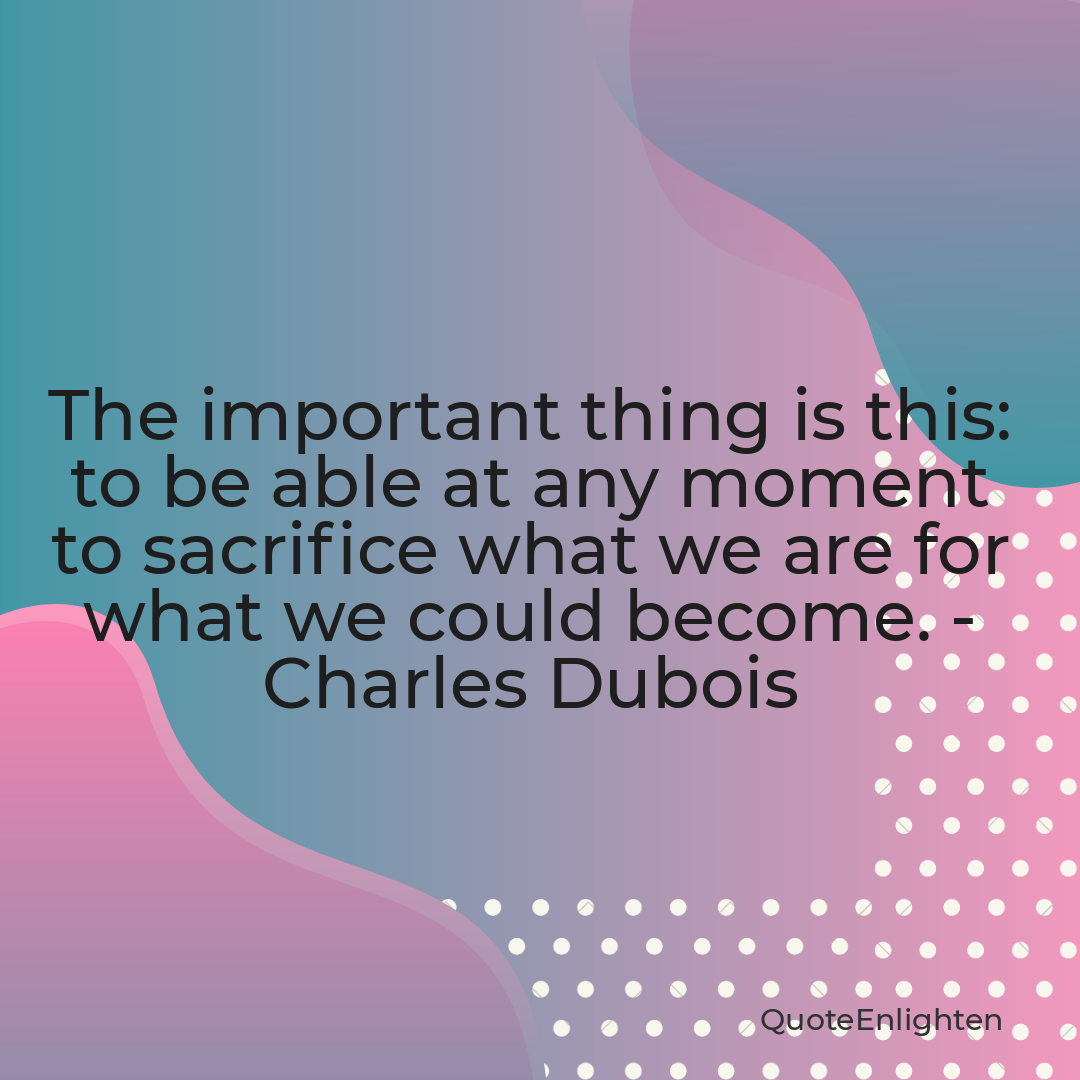 The important thing is this:
to be able at any moment
to sacrifice what we are for
what we could become. -
Charles Dubois
QuoteEnlighten